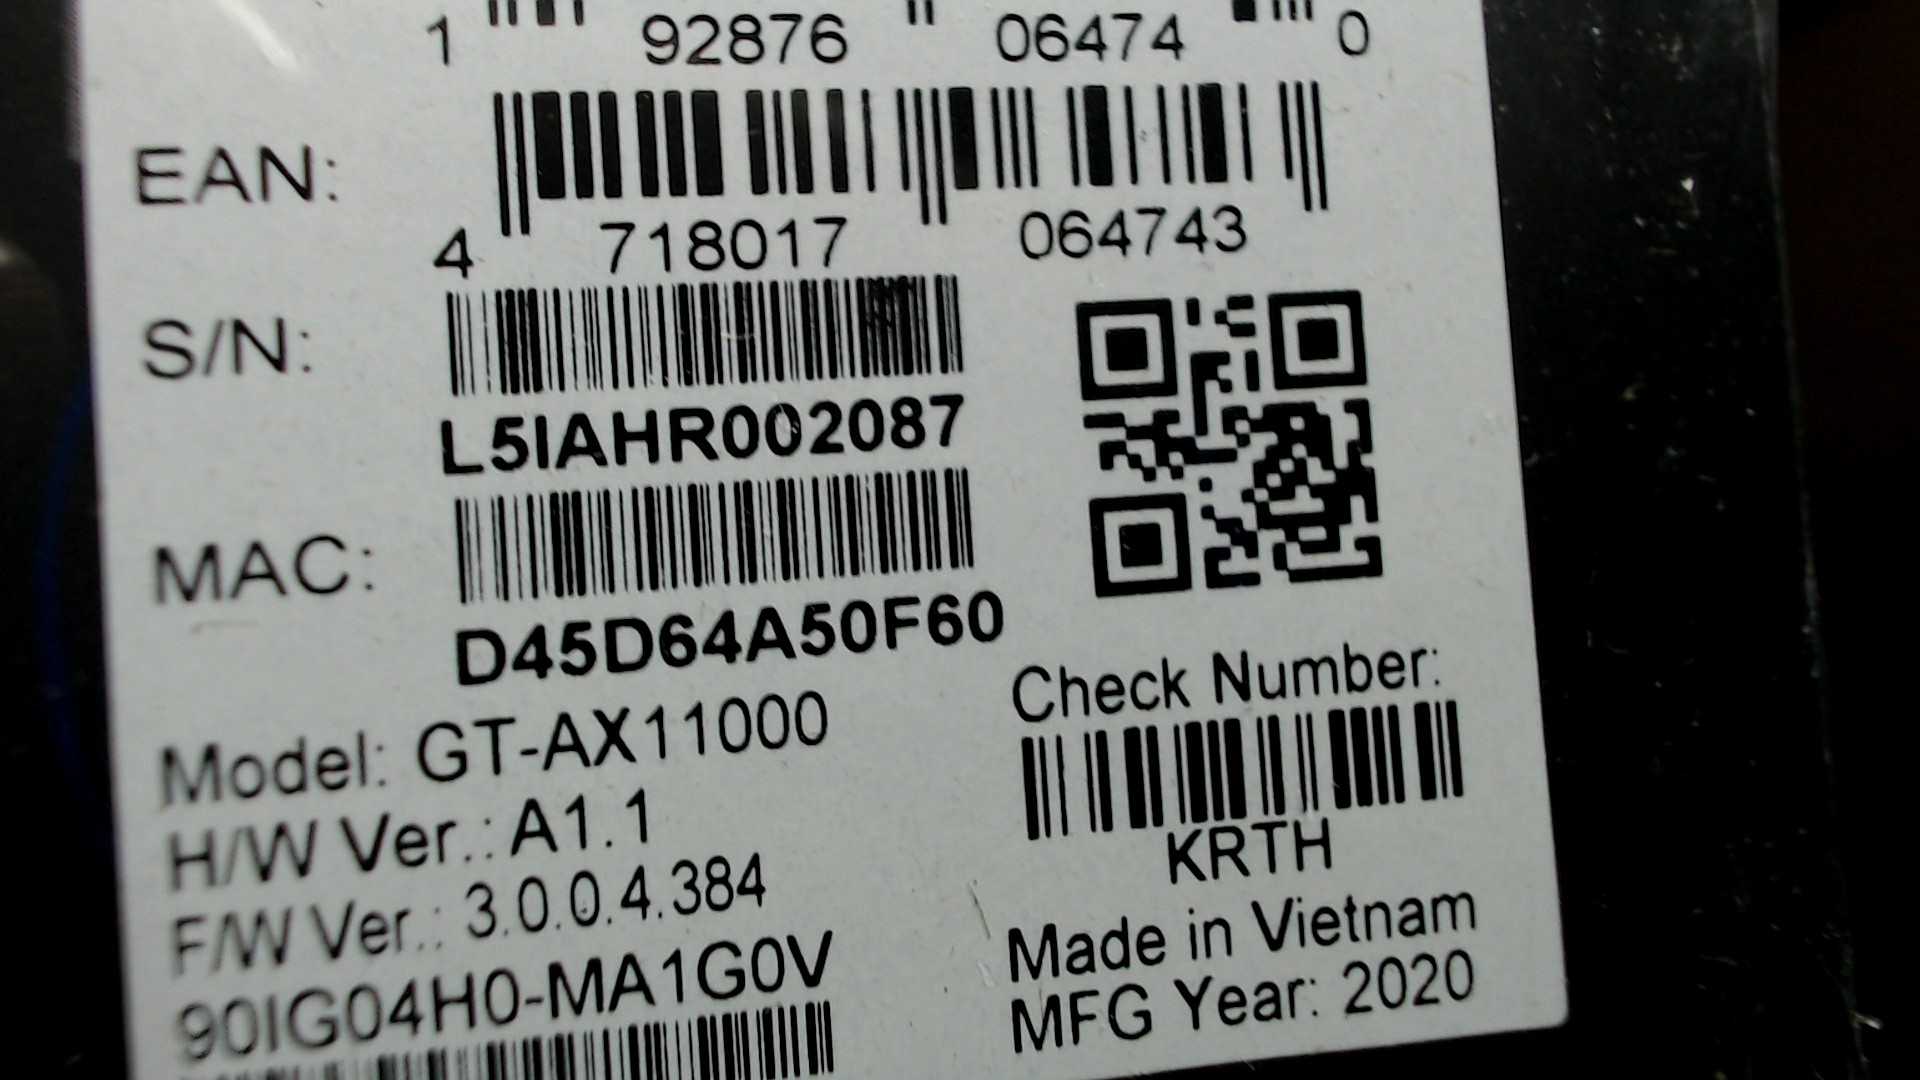 1 92876 06474 0
EAN:
4 718017 064743
S/N:
L5IAHR002087
MAC:
D45D64A50F60
Model: GT-AX11000
H/W Ver.: A1.1
F/W Ver.: 3.0.0.4.384
90IG04H0-MA1G0V
Check Number:
KRTH
Made in Vietnam
MFG Year: 2020